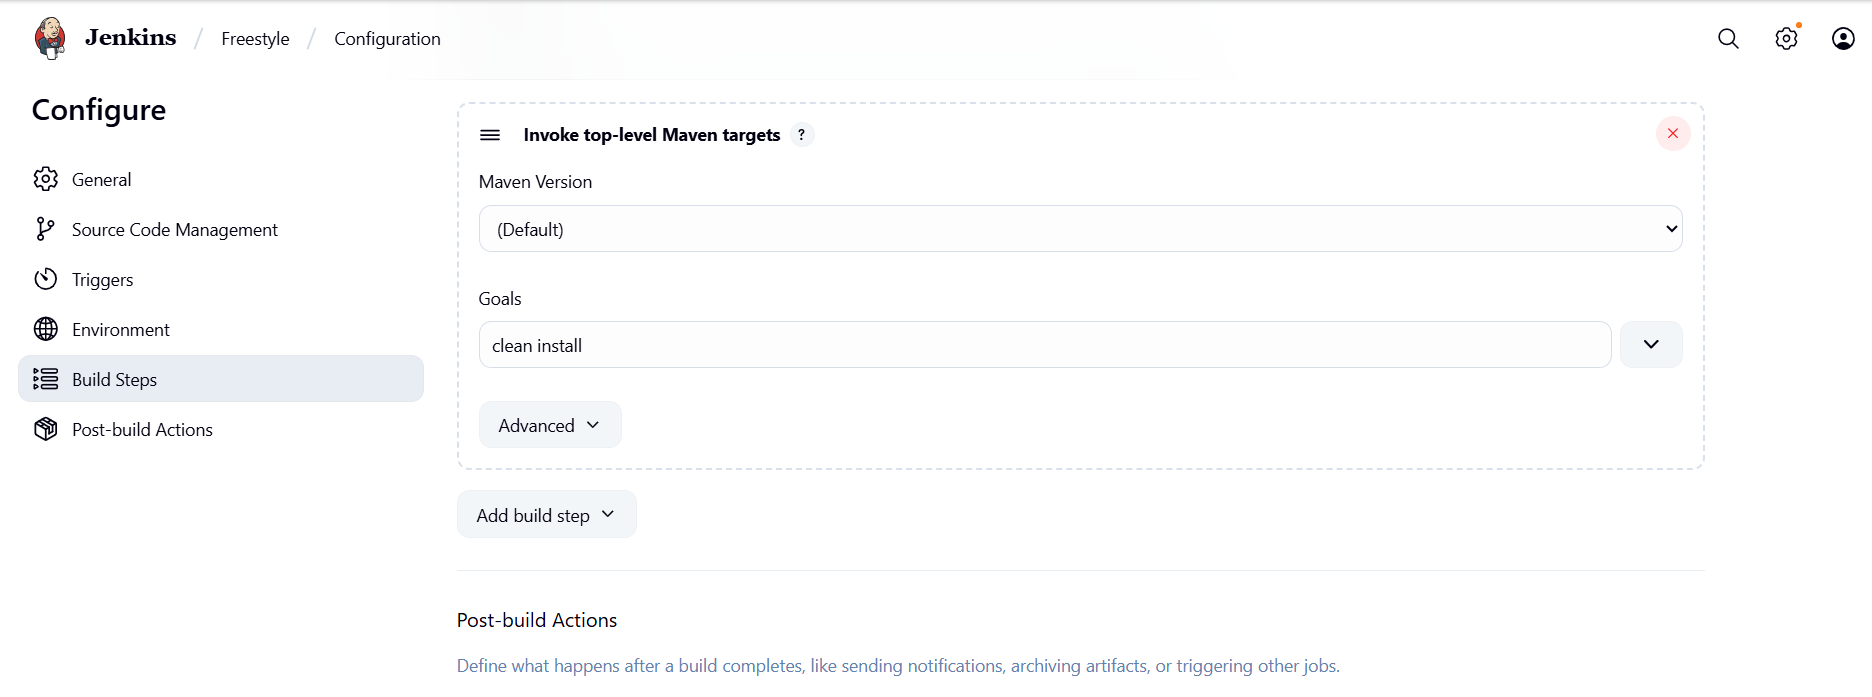 Jenkins / Freestyle / Configuration
Configure
General
Source Code Management
Triggers
Environment
Build Steps
Post-build Actions
Invoke top-level Maven targets ?
Maven Version
(Default)
Goals
clean install
Advanced
Add build step
Post-build Actions
Define what happens after a build completes, like sending notifications, archiving artifacts, or triggering other jobs.